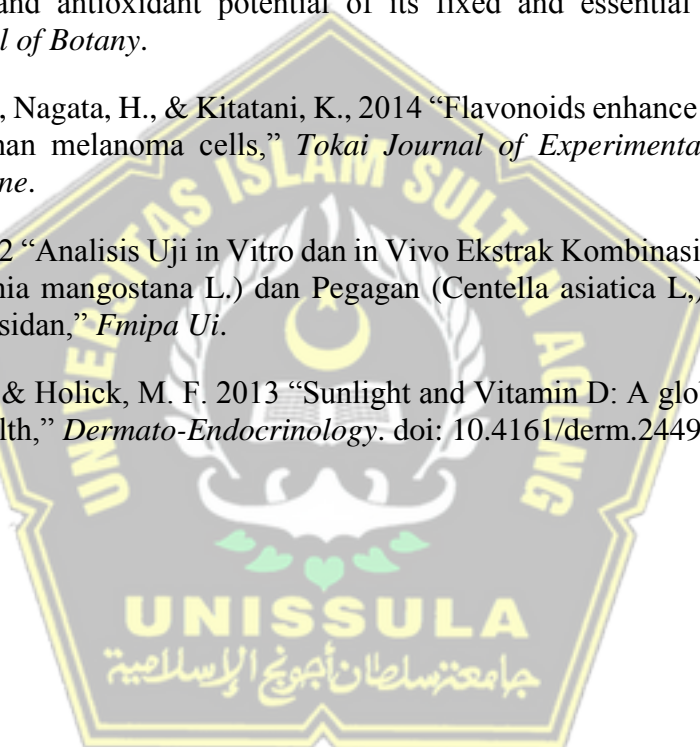 and antioxidant potential of its fixed and essential
l of Botany.
, Nagata, H., & Kitatani, K., 2014 “Flavonoids enhance
nan melanoma cells,” Tokai Journal of Experimenta
ne.
2 “Analisis Uji in Vitro dan in Vivo Ekstrak Kombinasi
nia mangostana L.) dan Pegagan (Centella asiatica L,)
sidan,” Fmipa Ui.
& Holick, M. F. 2013 “Sunlight and Vitamin D: A glo
lth,” Dermato-Endocrinology. doi: 10.4161/derm.2449
UNIVERSITAS ISLAM SULTAN AGUNG
UNISSULA
جامعتسلطان أجونج الإسلامية